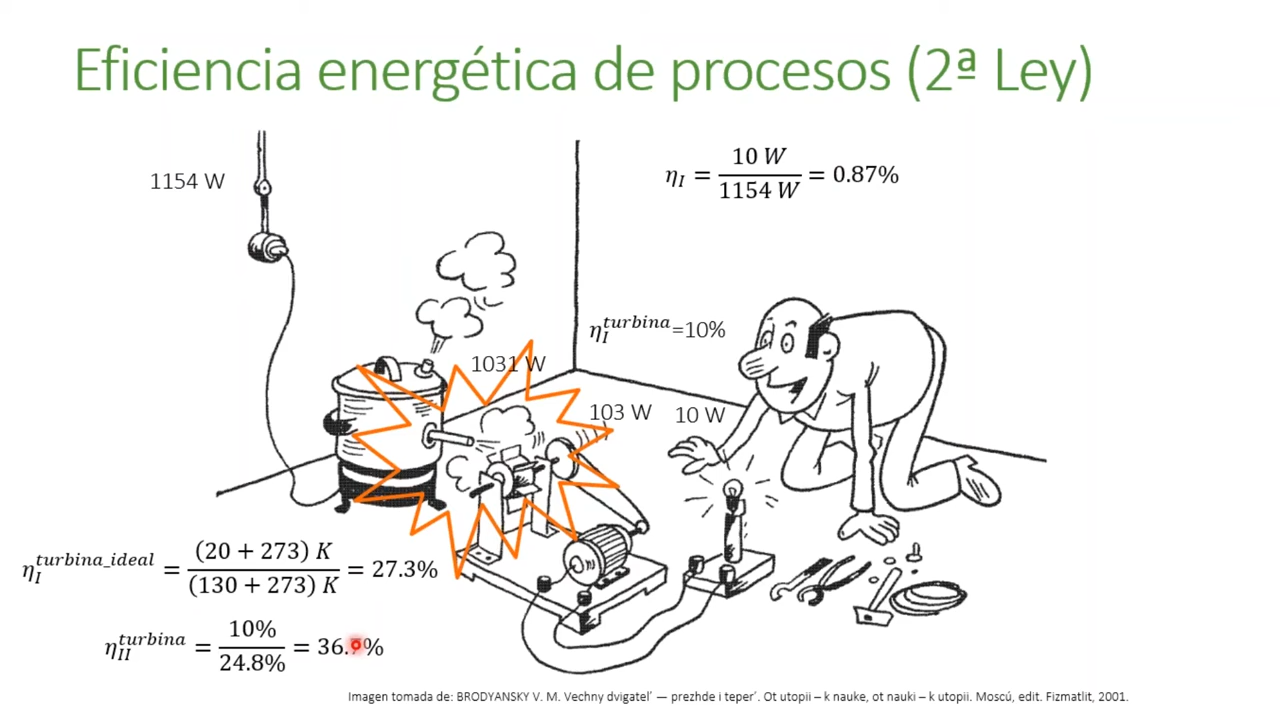 Eficiencia energética de procesos (2ª Ley)
1154 W
η_I = 10 W / 1154 W = 0.87%
η_I^turbina=10%
1031 W
103 W
10 W
η_I^turbina_ideal = (20 + 273) K / (130 + 273) K = 27.3%
η_II^turbina = 10% / 24.8% = 36.7%
Imagen tomada de: BRODYANSKY V. M. Vechny dvigatel′ — prezhde i teper′. Ot utopii – k nauke, ot nauki – k utopii. Moscú, edit. Fizmatlit, 2001.